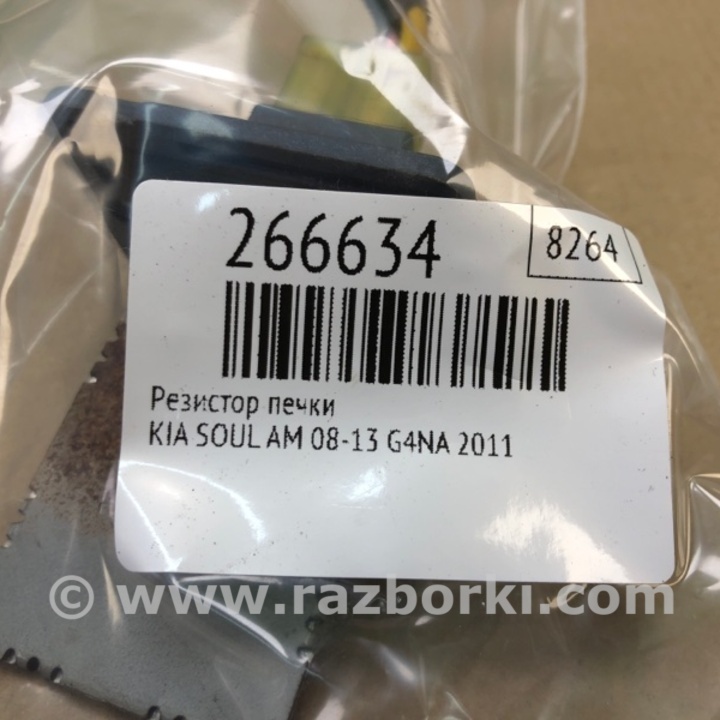 266634
8264
Резистор печки
KIA SOUL AM 08-13 G4NA 2011
© www.razborki.com